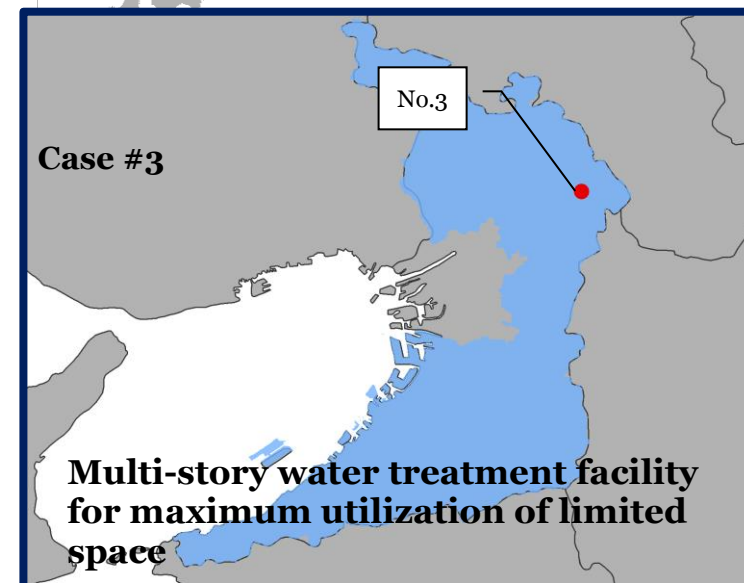 No.3
Case #3
Multi-story water treatment facility
for maximum utilization of limited
space